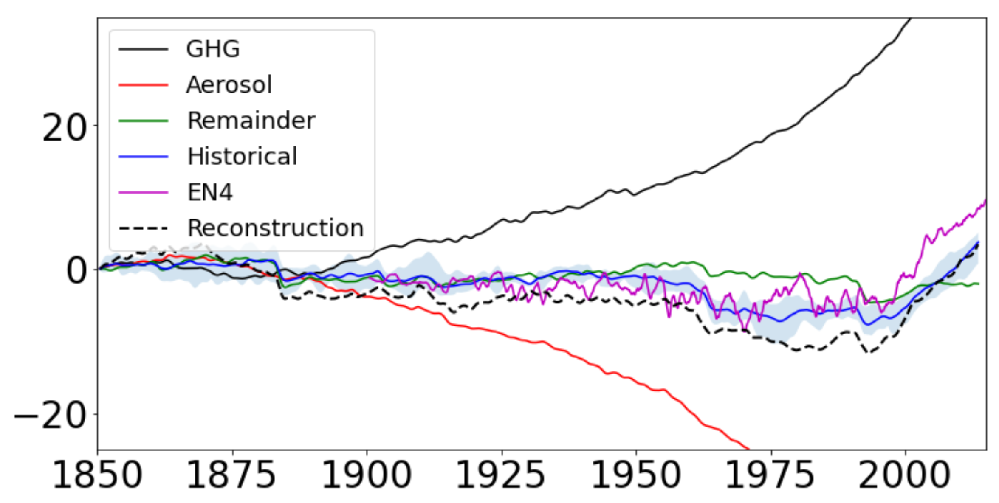 GHG
Aerosol
Remainder
Historical
EN4
Reconstruction
20
0
−20
1850 1875 1900 1925 1950 1975 2000